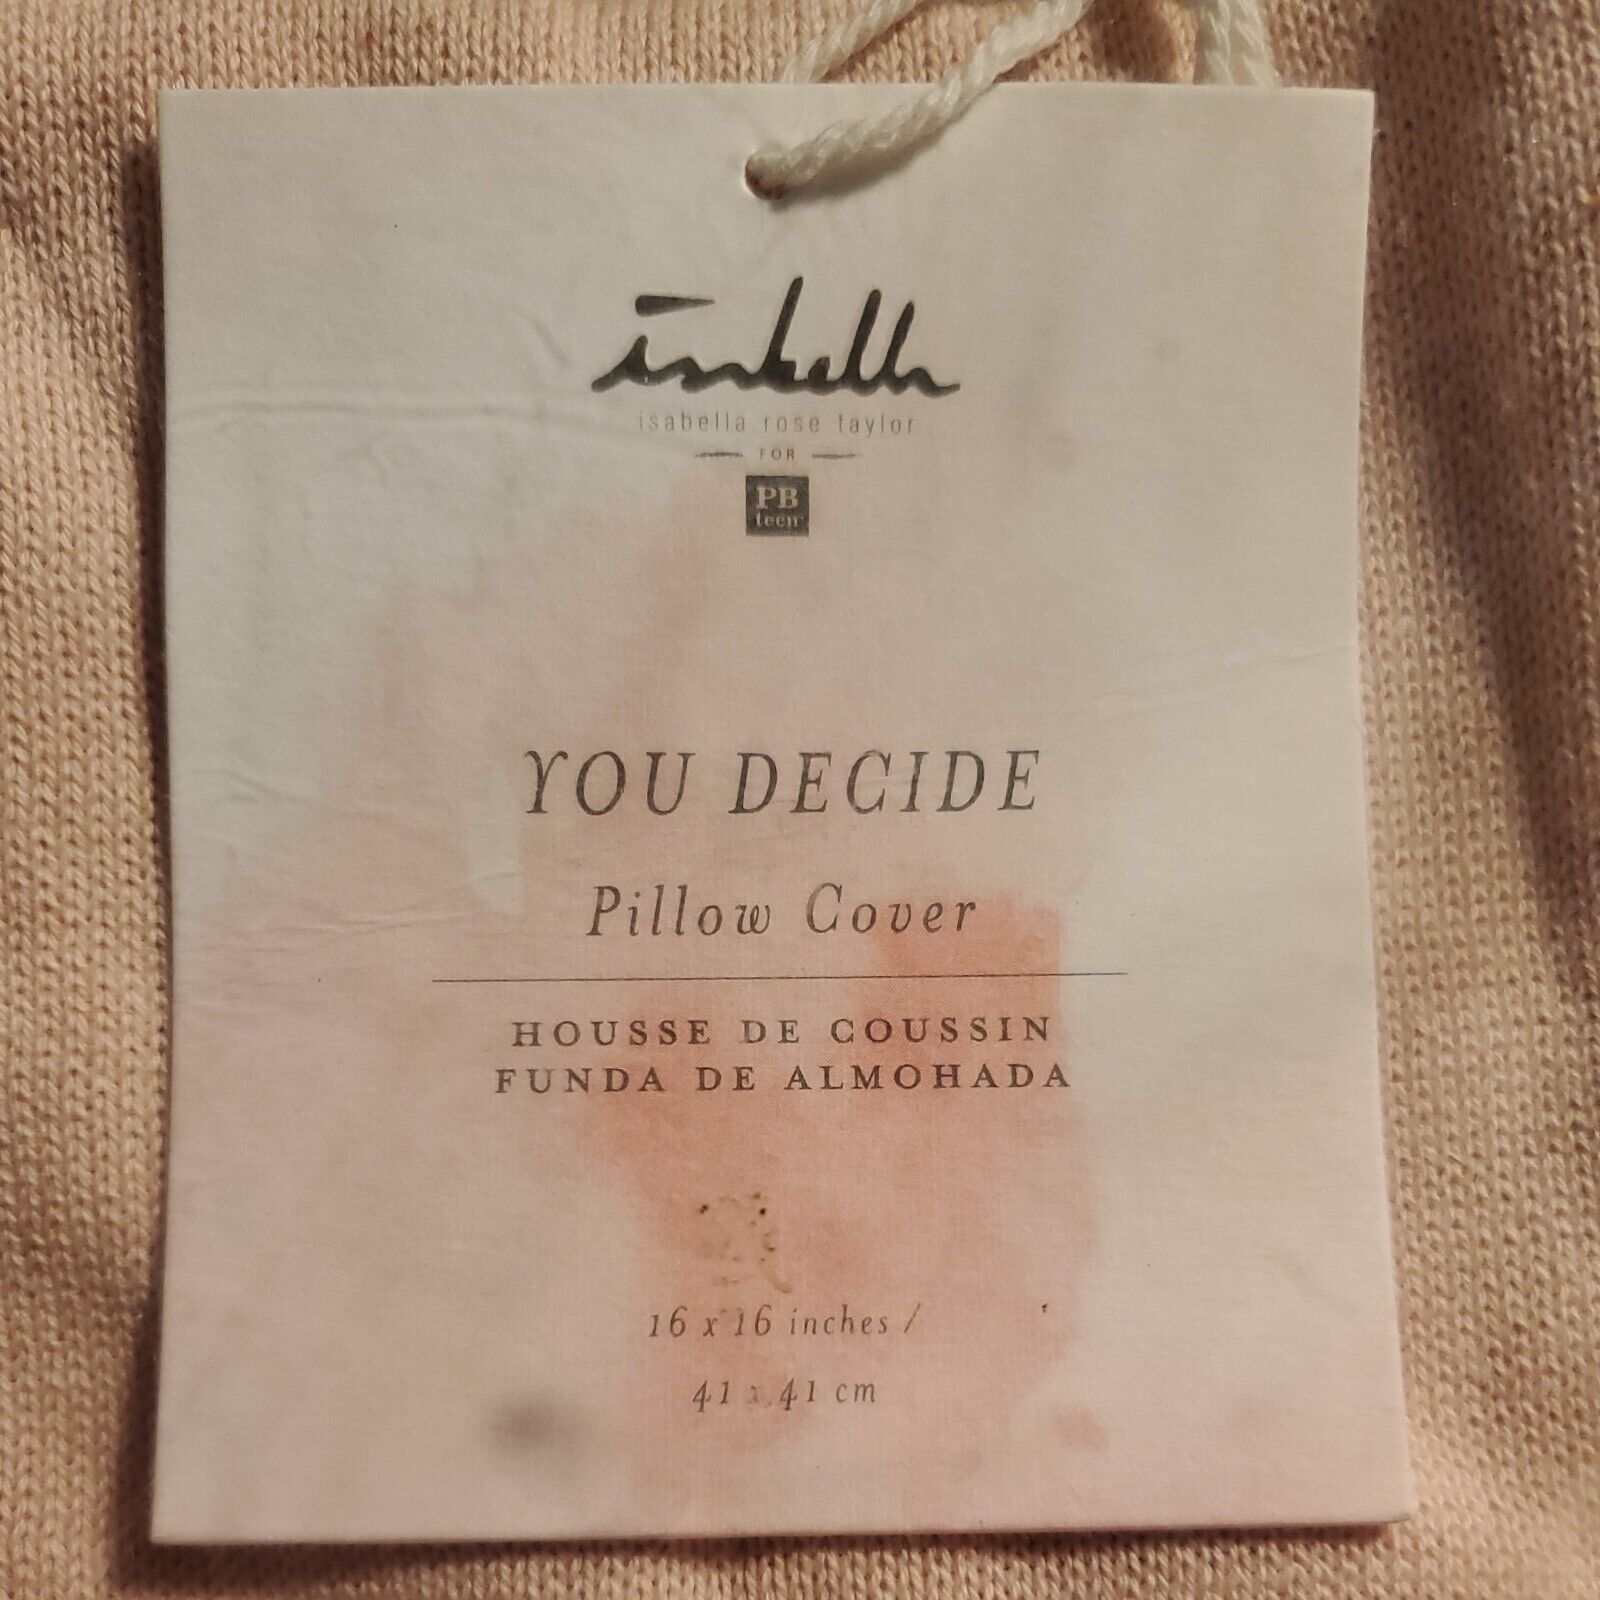 isabella
isabella rose taylor
FOR
PB
teen
YOU DECIDE
Pillow Cover
HOUSSE DE COUSSIN
FUNDA DE ALMOHADA
16 x 16 inches /
41 x 41 cm